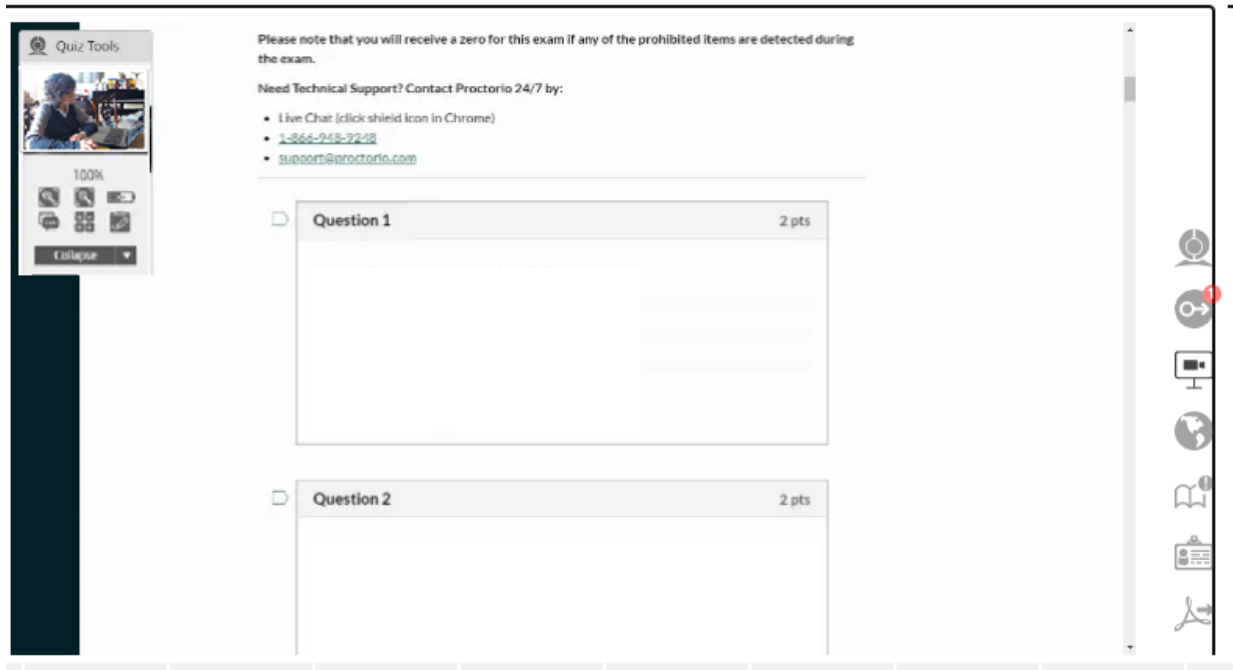 Quiz Tools
100%
Collapse
Please note that you will receive a zero for this exam if any of the prohibited items are detected during
the exam.
Need Technical Support? Contact Proctorio 24/7 by:
• Live Chat (click shield icon in Chrome)
• 1-866-948-9248
• support@proctorio.com
Question 1 2 pts
Question 2 2 pts
1